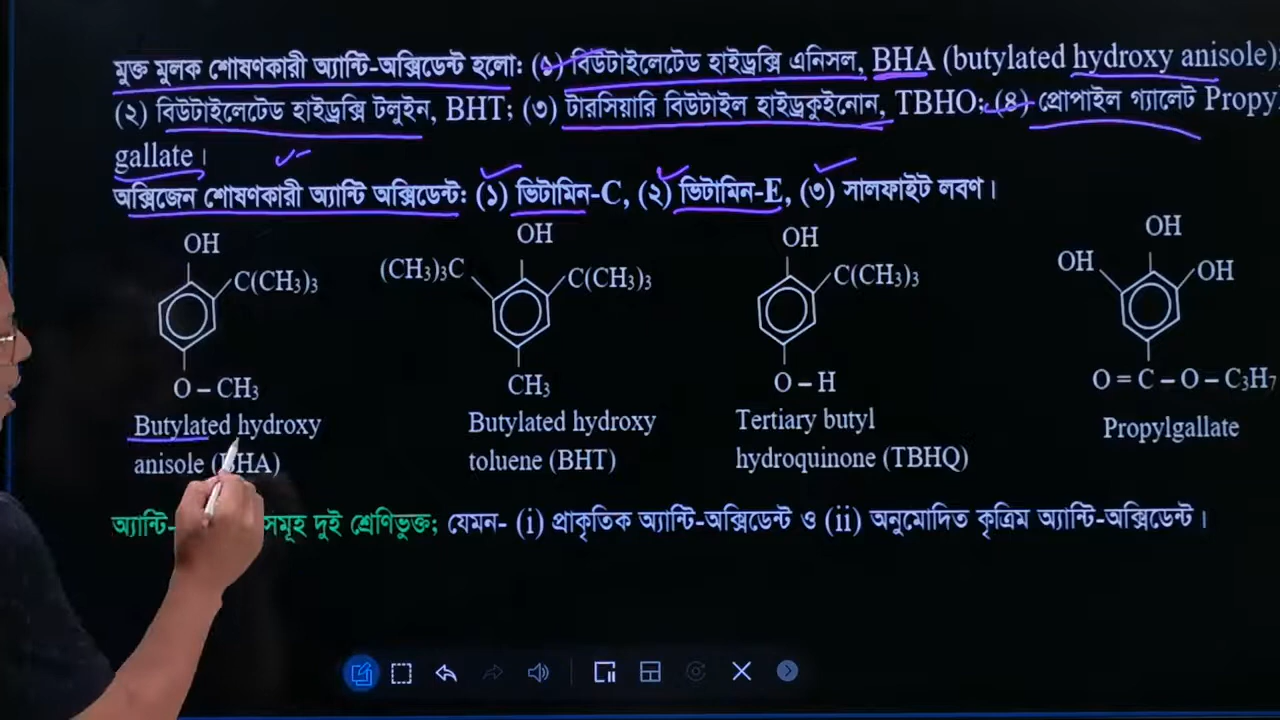 মুক্ত মূলক শোষণকারী অ্যান্টি-অক্সিডেন্ট হলো: (১) বিউটাইলেটেড হাইড্রক্সি এনিসল, BHA (butylated hydroxy anisole);
(২) বিউটাইলেটেড হাইড্রক্সি টলুইন, BHT; (৩) টারসিয়ারি বিউটাইল হাইড্রকুইনোন, TBHO; (৪) প্রোপাইল গ্যালেট Propy
gallate।
অক্সিজেন শোষণকারী অ্যান্টি অক্সিডেন্ট: (১) ভিটামিন-C, (২) ভিটামিন-E, (৩) সালফাইট লবণ।
OH
C(CH₃)₃
O – CH₃
Butylated hydroxy
anisole (BHA)
OH
(CH₃)₃C
C(CH₃)₃
CH₃
Butylated hydroxy
toluene (BHT)
OH
C(CH₃)₃
O – H
Tertiary butyl
hydroquinone (TBHQ)
OH
OH
OH
O = C – O – C₃H₇
Propylgallate
অ্যান্টি- সমূহ দুই শ্রেণিভুক্ত; যেমন- (i) প্রাকৃতিক অ্যান্টি-অক্সিডেন্ট ও (ii) অনুমোদিত কৃত্রিম অ্যান্টি-অক্সিডেন্ট।